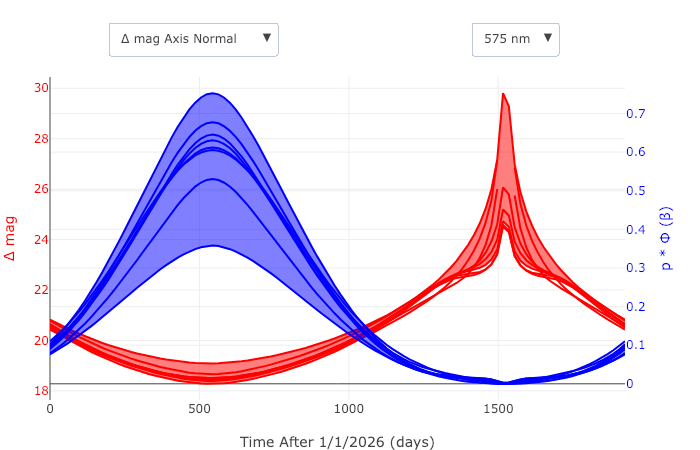 Δ mag Axis Normal ▼
575 nm ▼
30
28
26
24
22
20
18
Δ mag
0.7
0.6
0.5
0.4
0.3
0.2
0.1
0
p * Φ (β)
0 500 1000 1500
Time After 1/1/2026 (days)